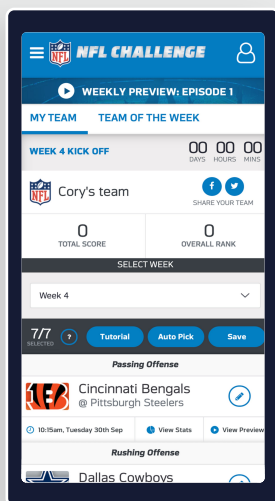 NFL
NFL CHALLENGE
WEEKLY PREVIEW: EPISODE 1
MY TEAM TEAM OF THE WEEK
WEEK 4 KICK OFF
00 00 00
DAYS HOURS MINS
NFL
Cory's team
SHARE YOUR TEAM
0 0
TOTAL SCORE OVERALL RANK
SELECT WEEK
Week 4
7/7
SELECTED
? Tutorial Auto Pick Save
Passing Offense
Cincinnati Bengals
@ Pittsburgh Steelers
10:15am, Tuesday 30th Sep View Stats View Preview
Rushing Offense
Dallas Cowboys